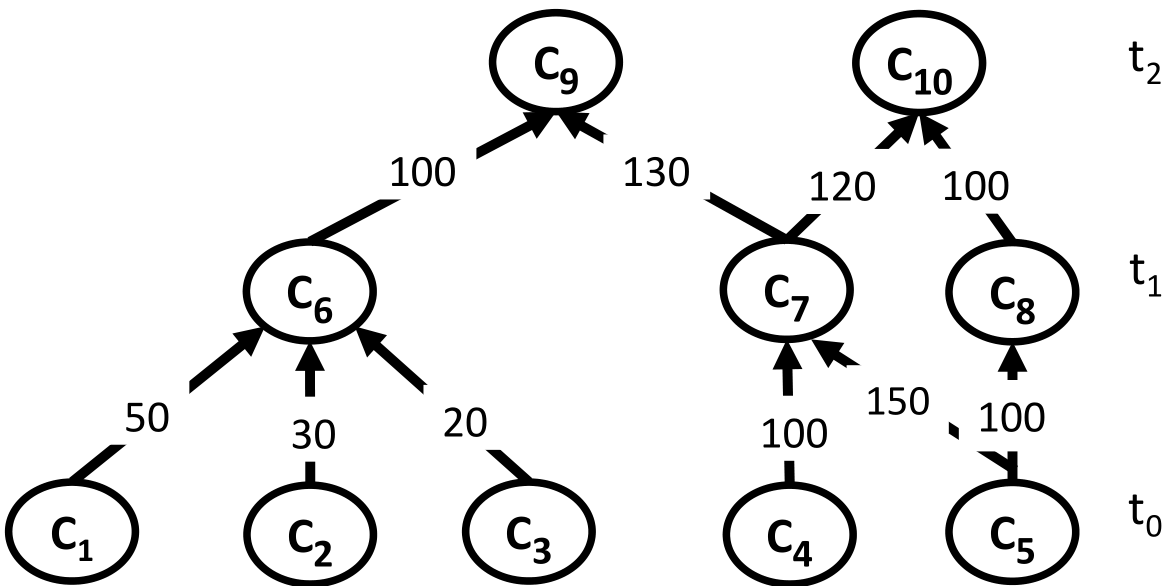 C₉ C₁₀ t₂
100 130 120 100
C₆ C₇ C₈ t₁
50 30 20 100 150 100
C₁ C₂ C₃ C₄ C₅ t₀